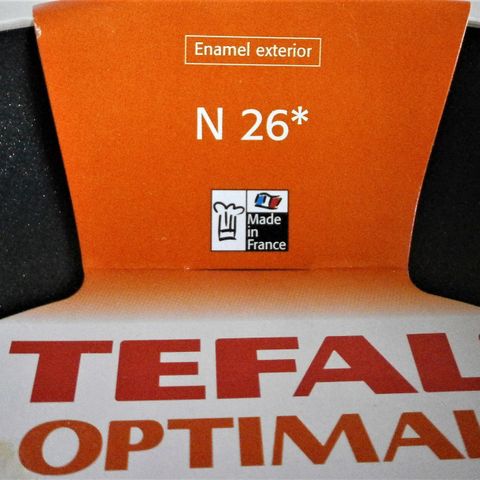 Enamel exterior
N 26*
Made
in
France
TEFAL
OPTIMAL